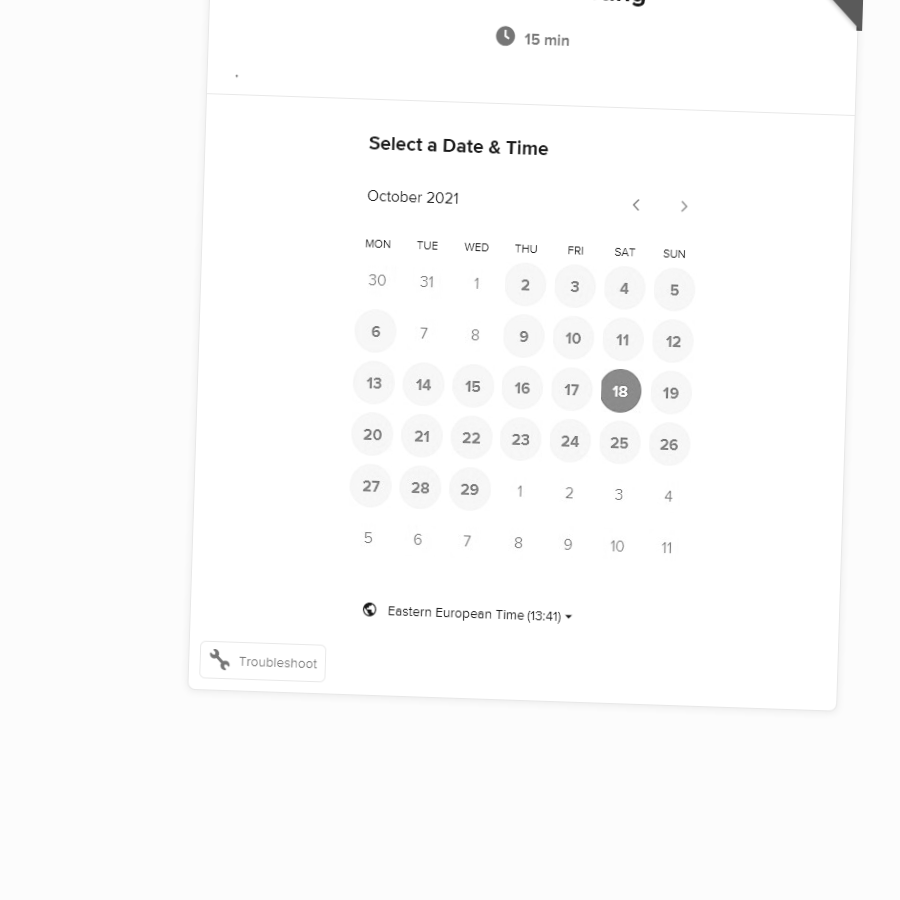 15 min
.
Select a Date & Time
October 2021
MON TUE WED THU FRI SAT SUN
30 31 1 2 3 4 5
6 7 8 9 10 11 12
13 14 15 16 17 18 19
20 21 22 23 24 25 26
27 28 29 1 2 3 4
5 6 7 8 9 10 11
Eastern European Time (13:41)
Troubleshoot